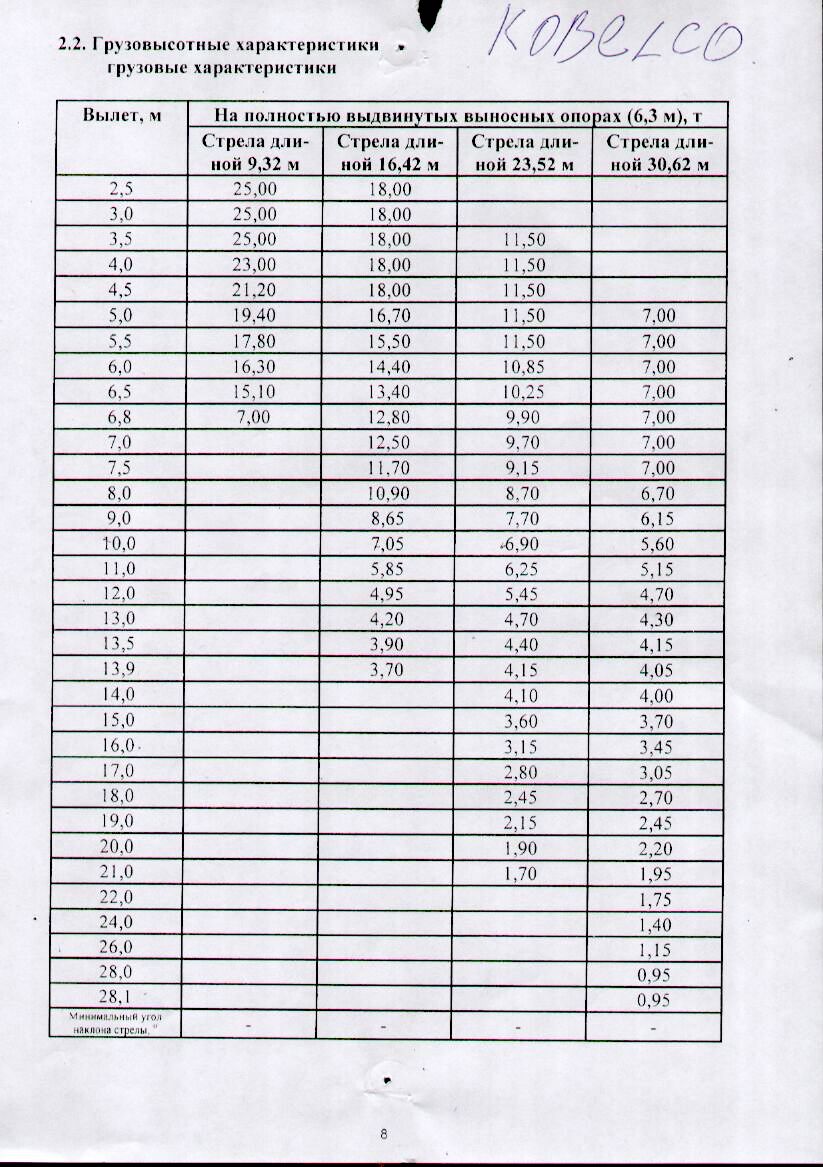 KOBELCO
2.2. Грузовысотные характеристики
грузовые характеристики
Вылет, м На полностью выдвинутых выносных опорах (6,3 м), т
Стрела дли- Стрела дли- Стрела дли- Стрела дли-
ной 9,32 м ной 16,42 м ной 23,52 м ной 30,62 м
2,5 25,00 18,00
3,0 25,00 18,00
3,5 25,00 18,00 11,50
4,0 23,00 18,00 11,50
4,5 21,20 18,00 11,50
5,0 19,40 16,70 11,50 7,00
5,5 17,80 15,50 11,50 7,00
6,0 16,30 14,40 10,85 7,00
6,5 15,10 13,40 10,25 7,00
6,8 7,00 12,80 9,90 7,00
7,0 12,50 9,70 7,00
7,5 11,70 9,15 7,00
8,0 10,90 8,70 6,70
9,0 8,65 7,70 6,15
10,0 7,05 6,90 5,60
11,0 5,85 6,25 5,15
12,0 4,95 5,45 4,70
13,0 4,20 4,70 4,30
13,5 3,90 4,40 4,15
13,9 3,70 4,15 4,05
14,0 4,10 4,00
15,0 3,60 3,70
16,0 3,15 3,45
17,0 2,80 3,05
18,0 2,45 2,70
19,0 2,15 2,45
20,0 1,90 2,20
21,0 1,70 1,95
22,0 1,75
24,0 1,40
26,0 1,15
28,0 0,95
28,1 0,95
Минимальный угол
наклона стрелы, ° - - - -
8